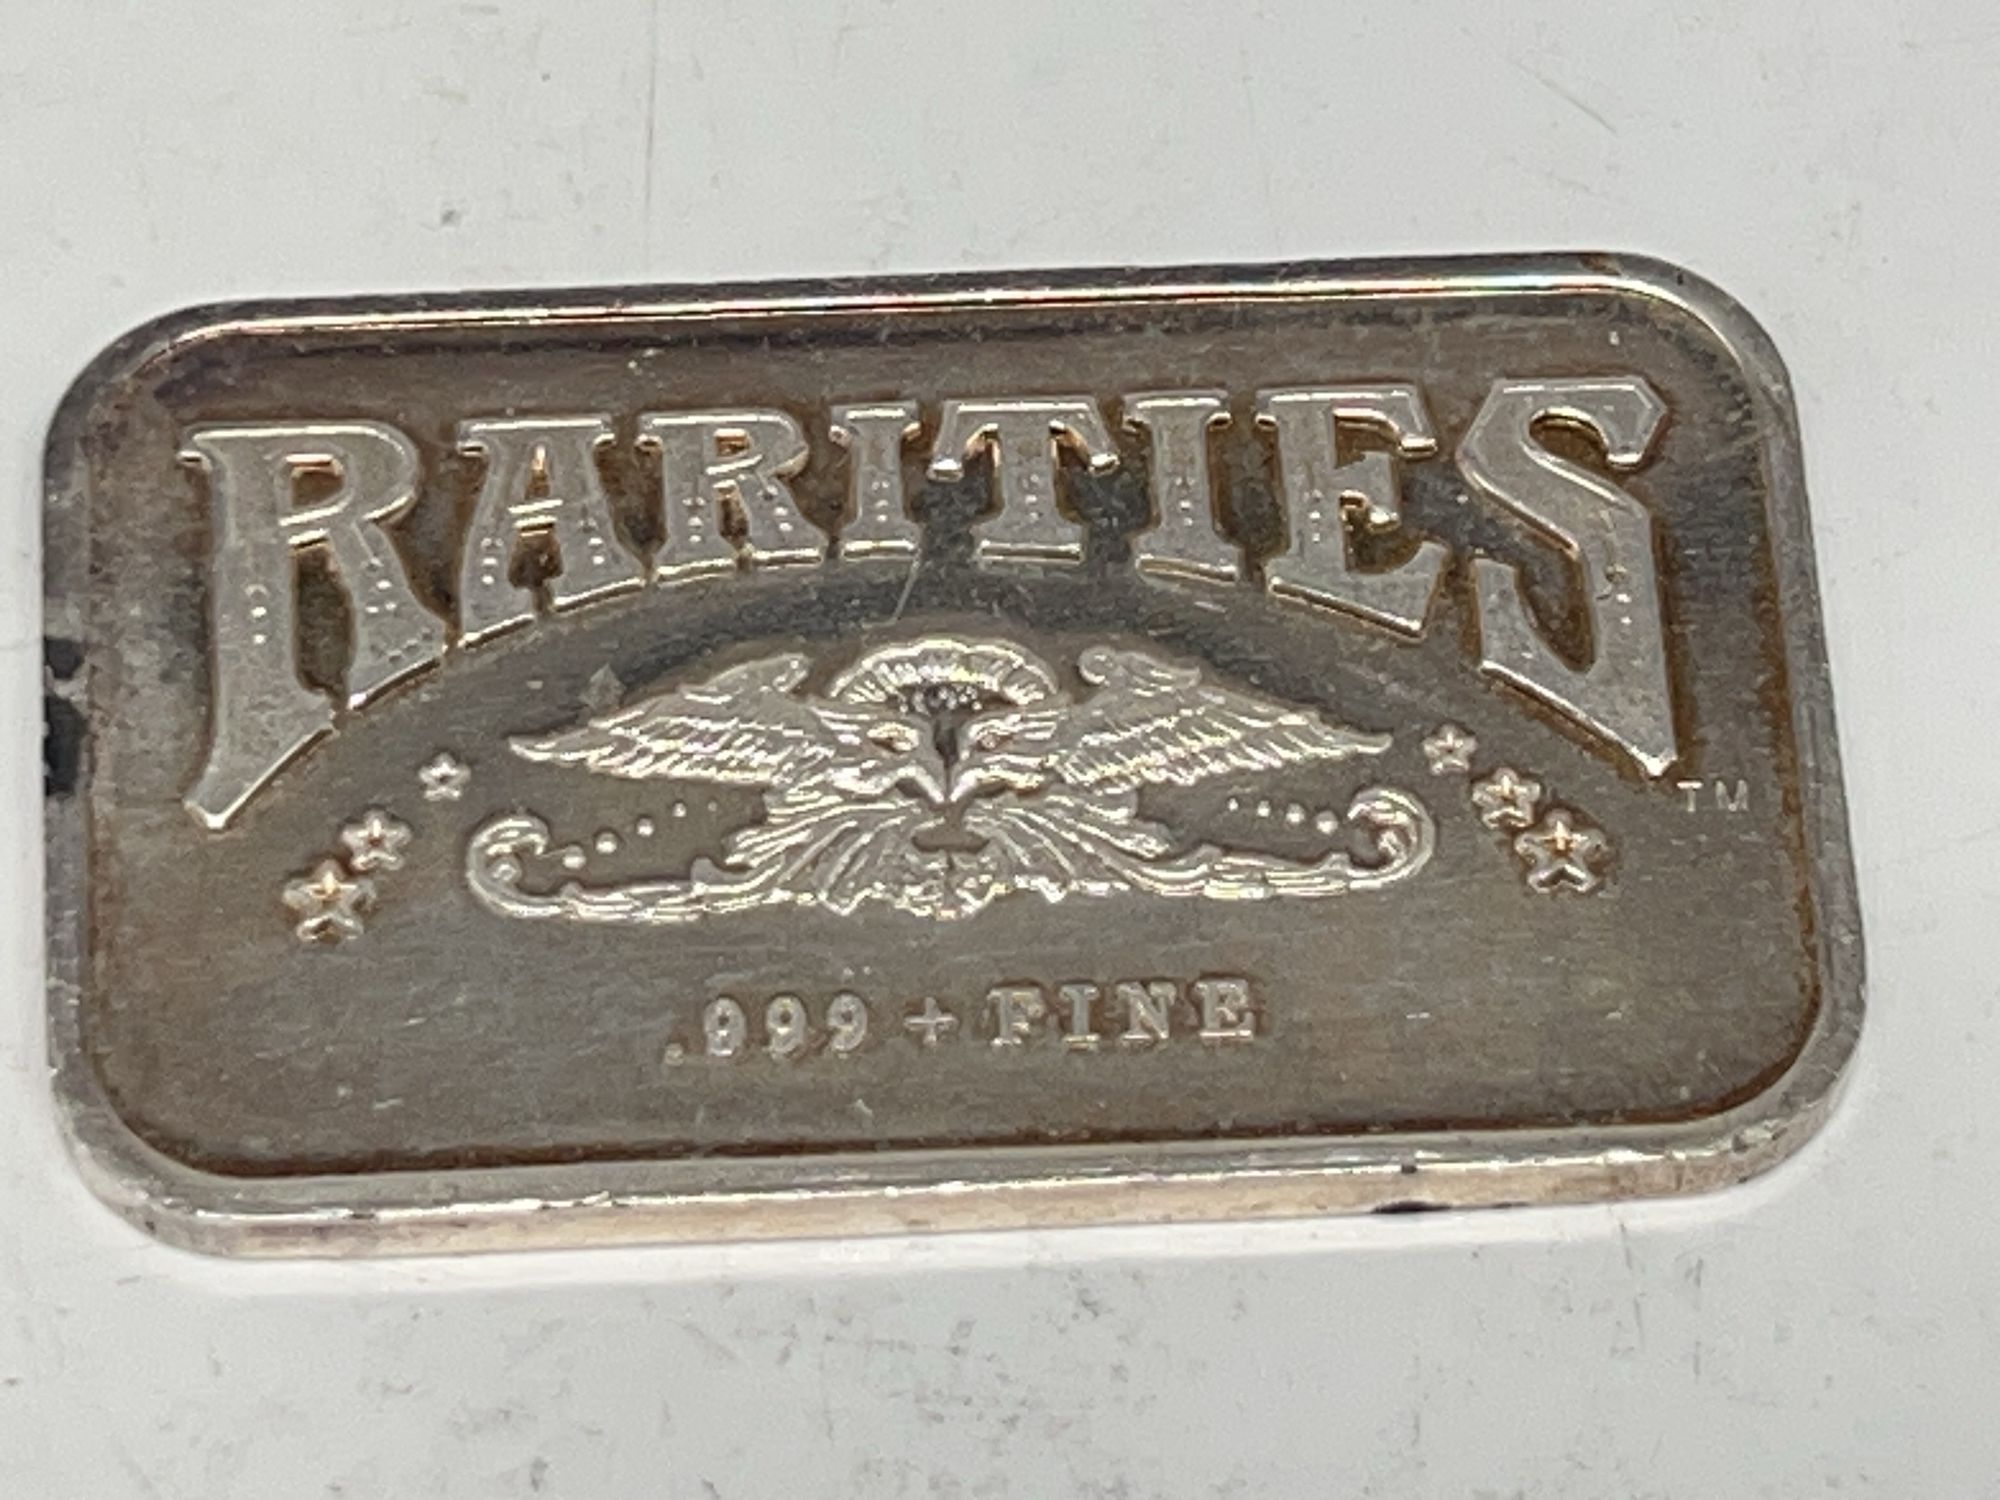 RARITIES
TM
.999 + FINE